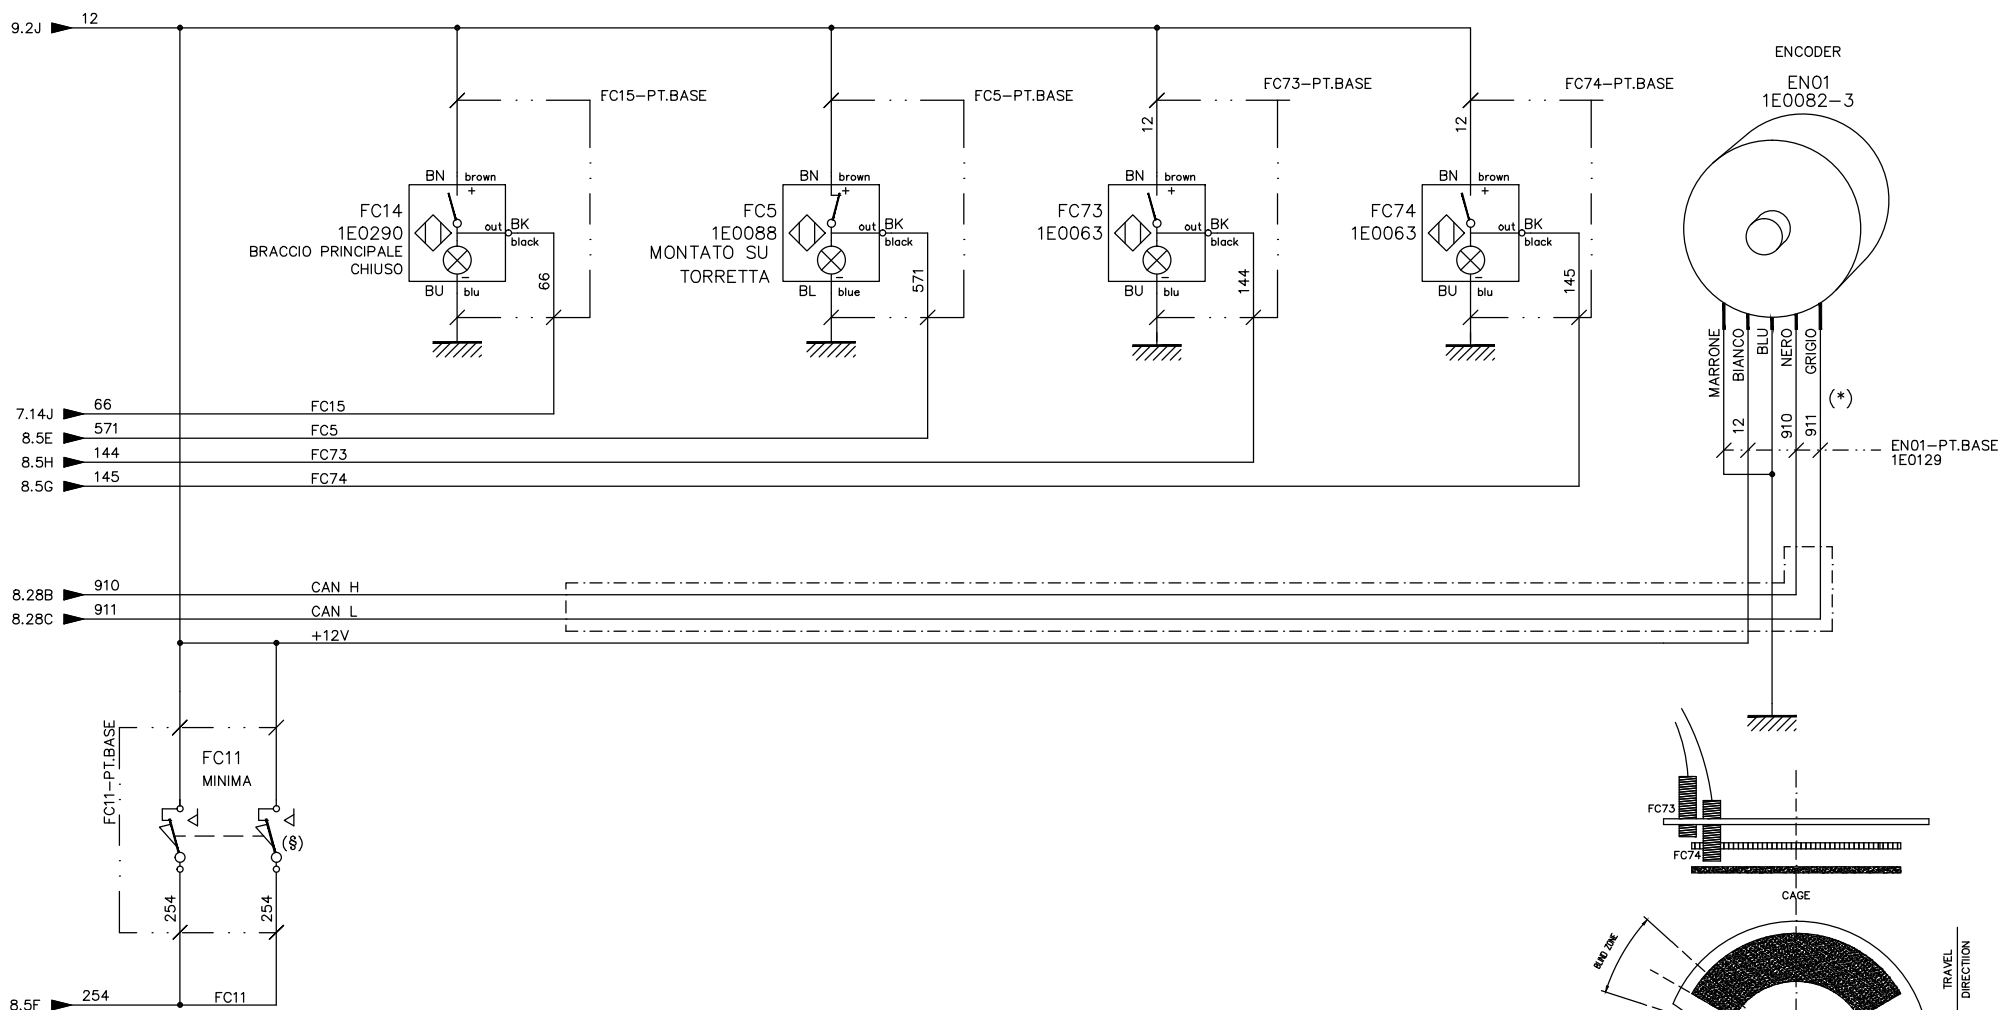 9.2J 12
ENCODER
EN01
1E0082-3
FC15-PT.BASE
FC5-PT.BASE
FC73-PT.BASE
FC74-PT.BASE
12
12
BN brown
+
FC14
1E0290
BRACCIO PRINCIPALE
CHIUSO
out BK
black
-
BU blu
66
BN brown
+
FC5
1E0088
MONTATO SU
TORRETTA
out BK
black
-
BL blue
571
BN brown
+
FC73
1E0063
out BK
black
-
BU blu
144
BN brown
+
FC74
1E0063
out BK
black
-
BU blu
145
MARRONE
BIANCO
BLU
NERO
GRIGIO
(*)
12
910
911
EN01-PT.BASE
1E0129
7.14J 66 FC15
8.5E 571 FC5
8.5H 144 FC73
8.5G 145 FC74
8.28B 910 CAN H
8.28C 911 CAN L
+12V
FC11-PT.BASE
FC11
MINIMA
(§)
254
254
8.5F 254 FC11
FC73
FC74
CAGE
BLIND ZONE
TRAVEL
DIRECTIION